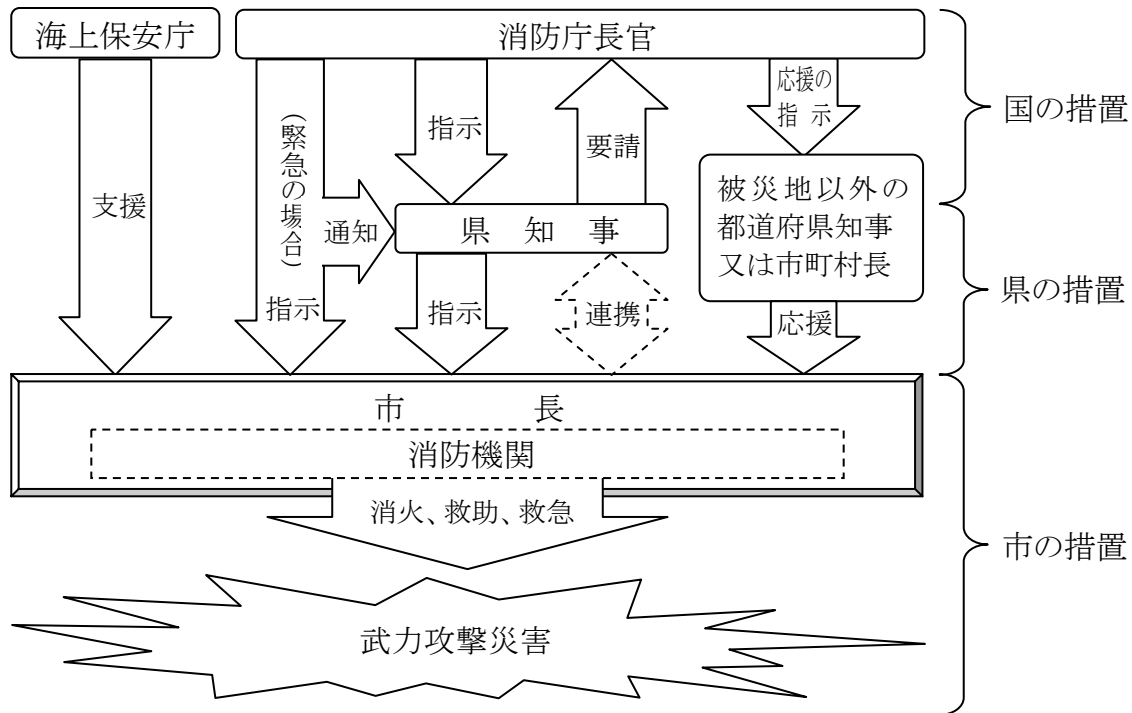 海上保安庁
消防庁長官
支援
(緊急の場合)
指示
通知
指示
要請
応援の
指示
国の措置
県知事
被災地以外の
都道府県知事
又は市町村長
指示
連携
応援
県の措置
市長
消防機関
消火、救助、救急
武力攻撃災害
市の措置